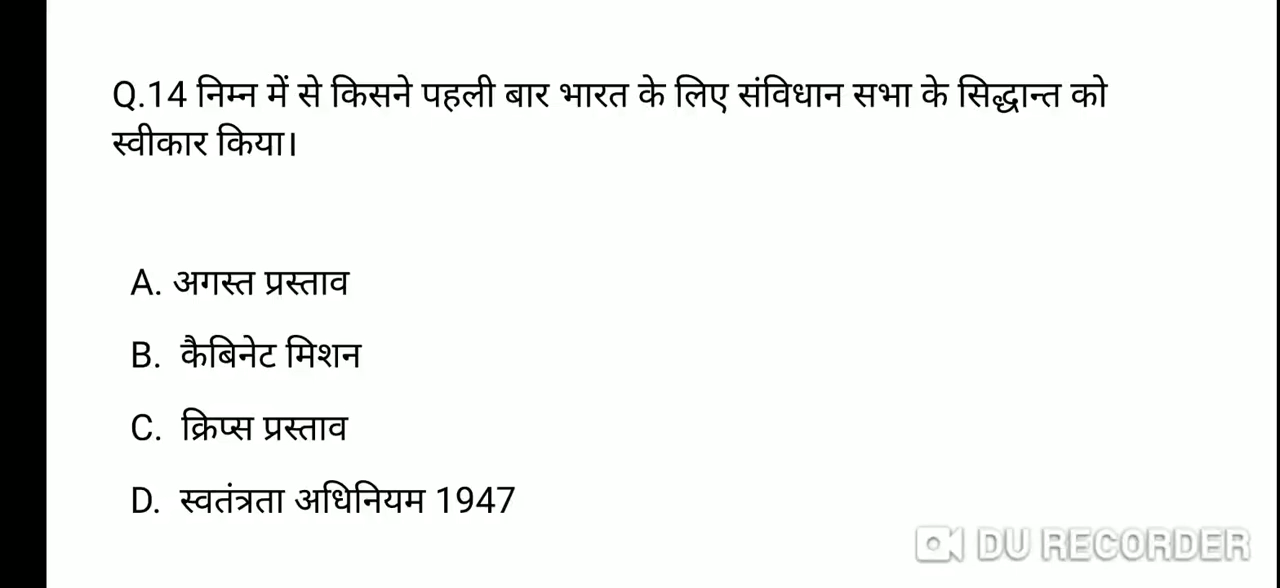 Q.14 निम्न में से किसने पहली बार भारत के लिए संविधान सभा के सिद्धान्त को
स्वीकार किया।
A. अगस्त प्रस्ताव
B. कैबिनेट मिशन
C. क्रिप्स प्रस्ताव
D. स्वतंत्रता अधिनियम 1947
DU RECORDER